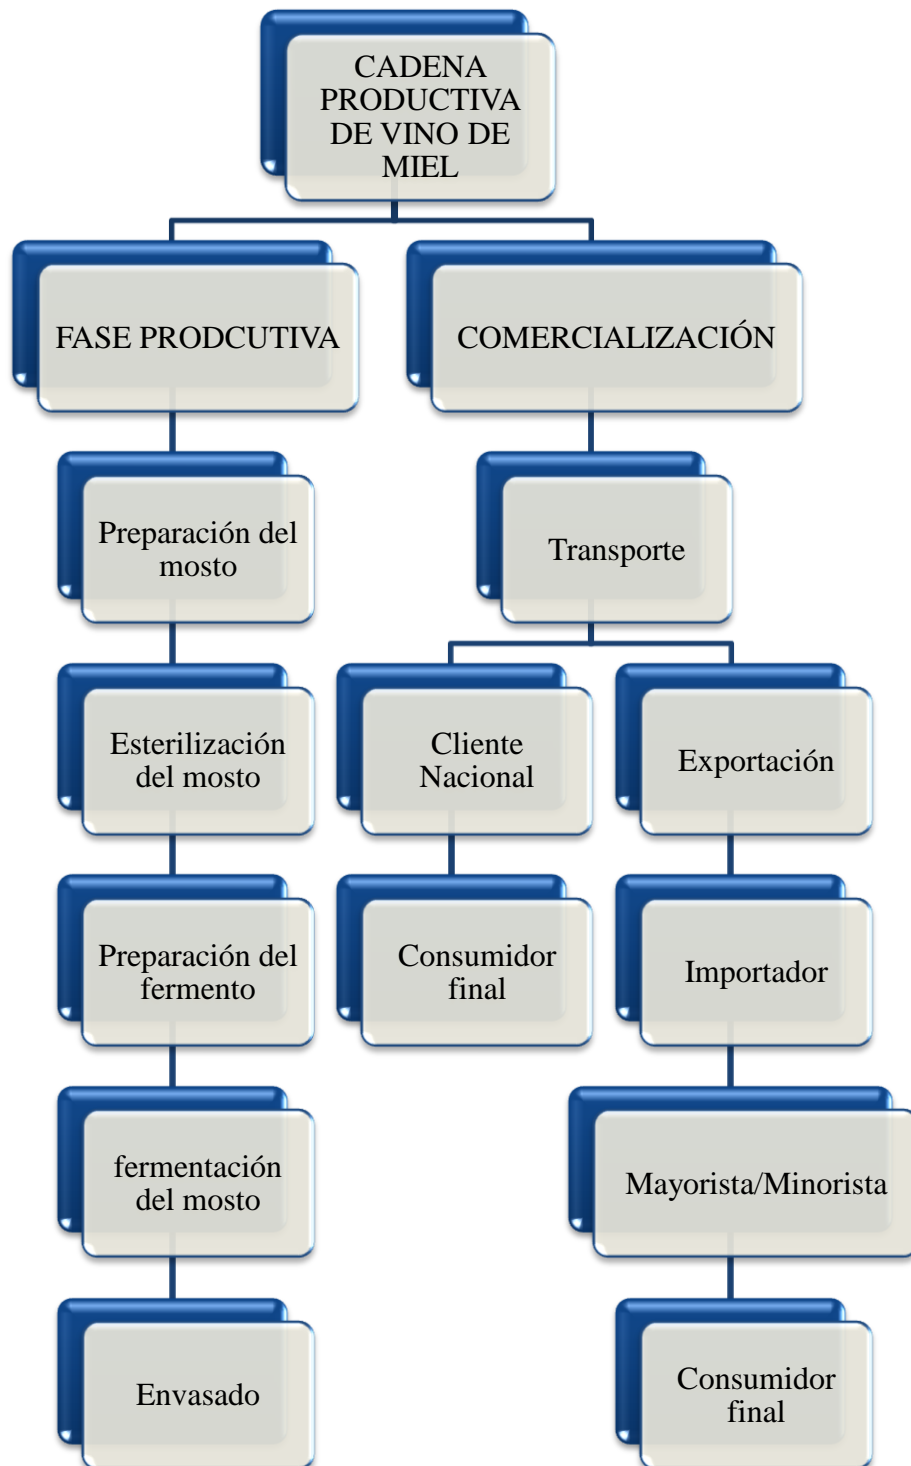 CADENA
PRODUCTIVA
DE VINO DE
MIEL
FASE PRODCUTIVA
COMERCIALIZACIÓN
Preparación del
mosto
Transporte
Esterilización
del mosto
Cliente
Nacional
Exportación
Preparación del
fermento
Consumidor
final
Importador
fermentación
del mosto
Mayorista/Minorista
Envasado
Consumidor
final